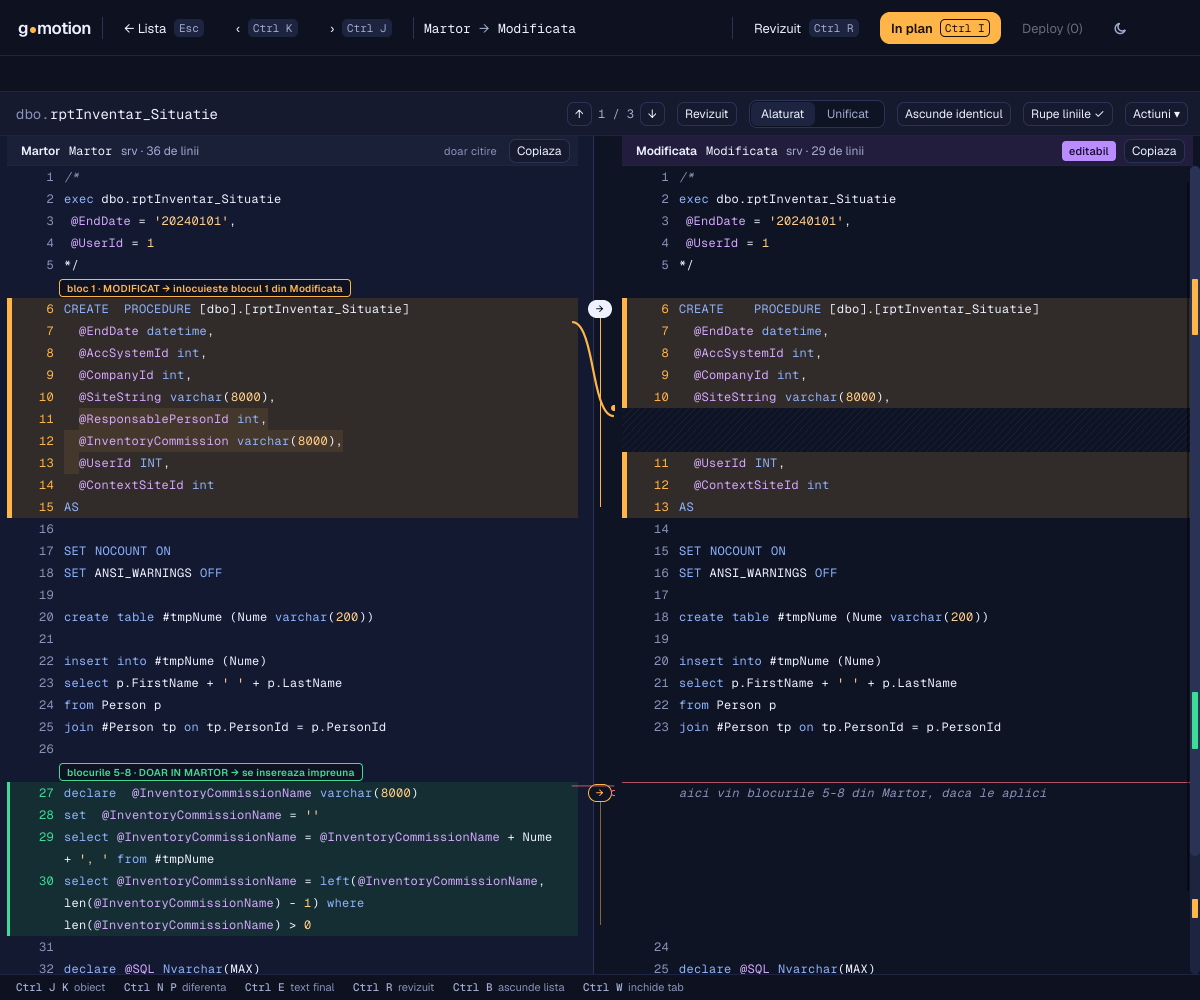 g•motion
← Lista Esc ‹ Ctrl K › Ctrl J Martor → Modificata Revizuit Ctrl R In plan Ctrl I Deploy (0)
dbo.rptInventar_Situatie ↑ 1 / 3 ↓ Revizuit Alaturat Unificat Ascunde identicul Rupe liniile ✓ Actiuni ▾
Martor Martor srv · 36 de linii doar citire Copiaza
1 /*
2 exec dbo.rptInventar_Situatie
3 @EndDate = '20240101',
4 @UserId = 1
5 */
bloc 1 · MODIFICAT → inlocuieste blocul 1 din Modificata
6 CREATE  PROCEDURE [dbo].[rptInventar_Situatie]
7 @EndDate datetime,
8 @AccSystemId int,
9 @CompanyId int,
10 @SiteString varchar(8000),
11 @ResponsablePersonId int,
12 @InventoryCommission varchar(8000),
13 @UserId INT,
14 @ContextSiteId int
15 AS
16
17 SET NOCOUNT ON
18 SET ANSI_WARNINGS OFF
19
20 create table #tmpNume (Nume varchar(200))
21
22 insert into #tmpNume (Nume)
23 select p.FirstName + ' ' + p.LastName
24 from Person p
25 join #Person tp on tp.PersonId = p.PersonId
26
blocurile 5-8 · DOAR IN MARTOR → se insereaza impreuna
27 declare  @InventoryCommissionName varchar(8000)
28 set  @InventoryCommissionName = ''
29 select @InventoryCommissionName = @InventoryCommissionName + Nume
+ ', ' from #tmpNume
30 select @InventoryCommissionName = left(@InventoryCommissionName,
len(@InventoryCommissionName) - 1) where
len(@InventoryCommissionName) > 0
31
32 declare @SQL Nvarchar(MAX)
→
→
Modificata Modificata srv · 29 de linii editabil Copiaza
1 /*
2 exec dbo.rptInventar_Situatie
3 @EndDate = '20240101',
4 @UserId = 1
5 */
6 CREATE    PROCEDURE [dbo].[rptInventar_Situatie]
7 @EndDate datetime,
8 @AccSystemId int,
9 @CompanyId int,
10 @SiteString varchar(8000),
11 @UserId INT,
12 @ContextSiteId int
13 AS
14
15 SET NOCOUNT ON
16 SET ANSI_WARNINGS OFF
17
18 create table #tmpNume (Nume varchar(200))
19
20 insert into #tmpNume (Nume)
21 select p.FirstName + ' ' + p.LastName
22 from Person p
23 join #Person tp on tp.PersonId = p.PersonId
aici vin blocurile 5-8 din Martor, daca le aplici
24
25 declare @SQL Nvarchar(MAX)
Ctrl J K obiect Ctrl N P diferenta Ctrl E text final Ctrl R revizuit Ctrl B ascunde lista Ctrl W inchide tab